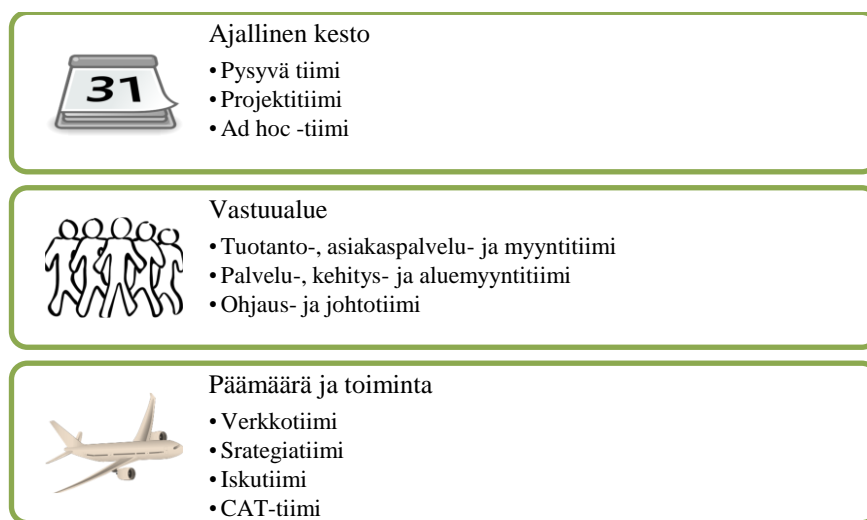 31
Ajallinen kesto
• Pysyvä tiimi
• Projektitiimi
• Ad hoc -tiimi
Vastuualue
• Tuotanto-, asiakaspalvelu- ja myyntitiimi
• Palvelu-, kehitys- ja aluemyyntitiimi
• Ohjaus- ja johtotiimi
Päämäärä ja toiminta
• Verkkotiimi
• Srategiatiimi
• Iskutiimi
• CAT-tiimi